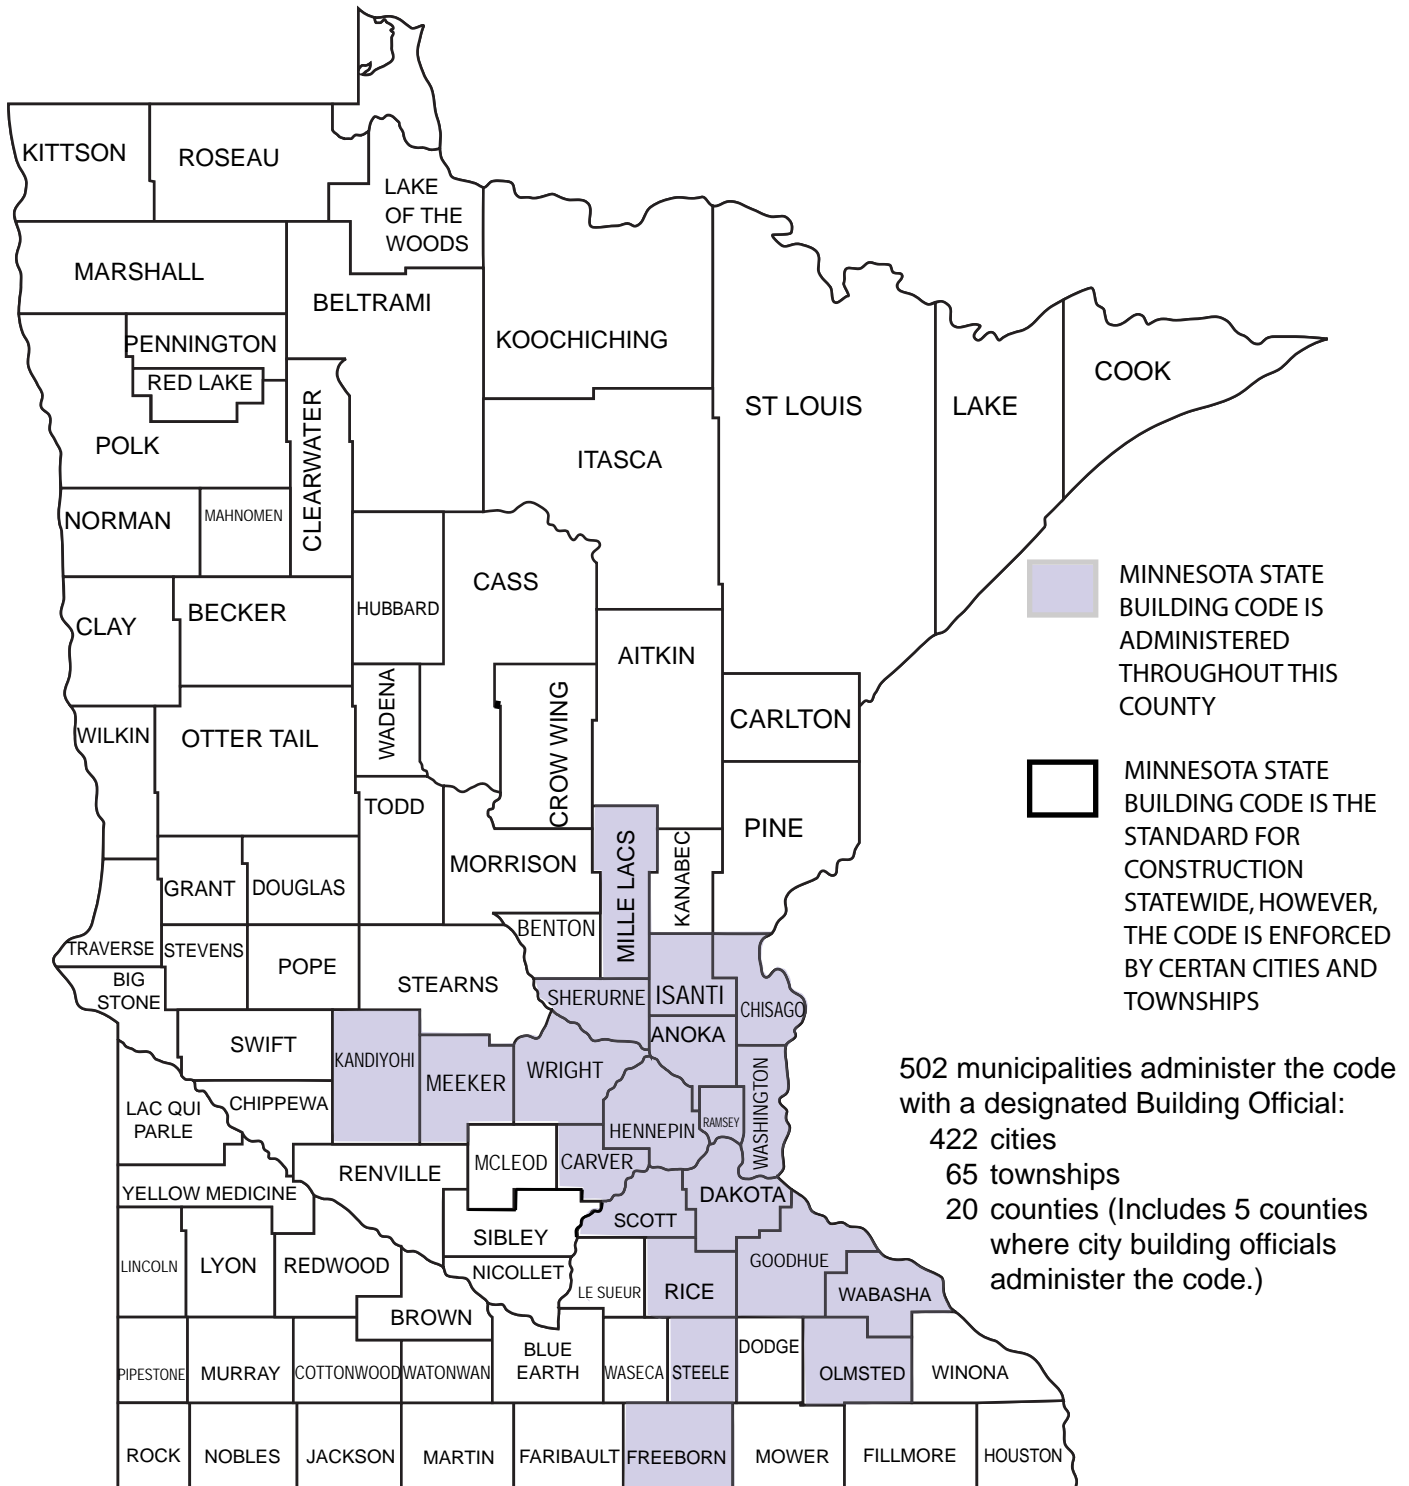 KITTSON
ROSEAU
LAKE
OF THE
WOODS
MARSHALL
BELTRAMI
KOOCHICHING
PENNINGTON
RED LAKE
POLK
CLEARWATER
ST LOUIS
LAKE
COOK
ITASCA
NORMAN
MAHNOMEN
CLAY
BECKER
HUBBARD
CASS
AITKIN
WADENA
CROW WING
CARLTON
WILKIN
OTTER TAIL
TODD
PINE
MORRISON
MILLE LACS
KANABEC
GRANT
DOUGLAS
BENTON
TRAVERSE
STEVENS
POPE
STEARNS
BIG
STONE
SHERURNE
ISANTI
CHISAGO
SWIFT
KANDIYOHI
MEEKER
WRIGHT
ANOKA
WASHINGTON
LAC QUI
PARLE
CHIPPEWA
HENNEPIN
RAMSEY
RENVILLE
MCLEOD
CARVER
YELLOW MEDICINE
DAKOTA
SCOTT
SIBLEY
LINCOLN
LYON
REDWOOD
NICOLLET
LE SUEUR
RICE
GOODHUE
WABASHA
BROWN
PIPESTONE
MURRAY
COTTONWOOD
WATONWAN
BLUE
EARTH
WASECA
STEELE
DODGE
OLMSTED
WINONA
ROCK
NOBLES
JACKSON
MARTIN
FARIBAULT
FREEBORN
MOWER
FILLMORE
HOUSTON
MINNESOTA STATE
BUILDING CODE IS
ADMINISTERED
THROUGHOUT THIS
COUNTY
MINNESOTA STATE
BUILDING CODE IS THE
STANDARD FOR
CONSTRUCTION
STATEWIDE, HOWEVER,
THE CODE IS ENFORCED
BY CERTAN CITIES AND
TOWNSHIPS
502 municipalities administer the code
with a designated Building Official:
422 cities
65 townships
20 counties (Includes 5 counties
where city building officials
administer the code.)